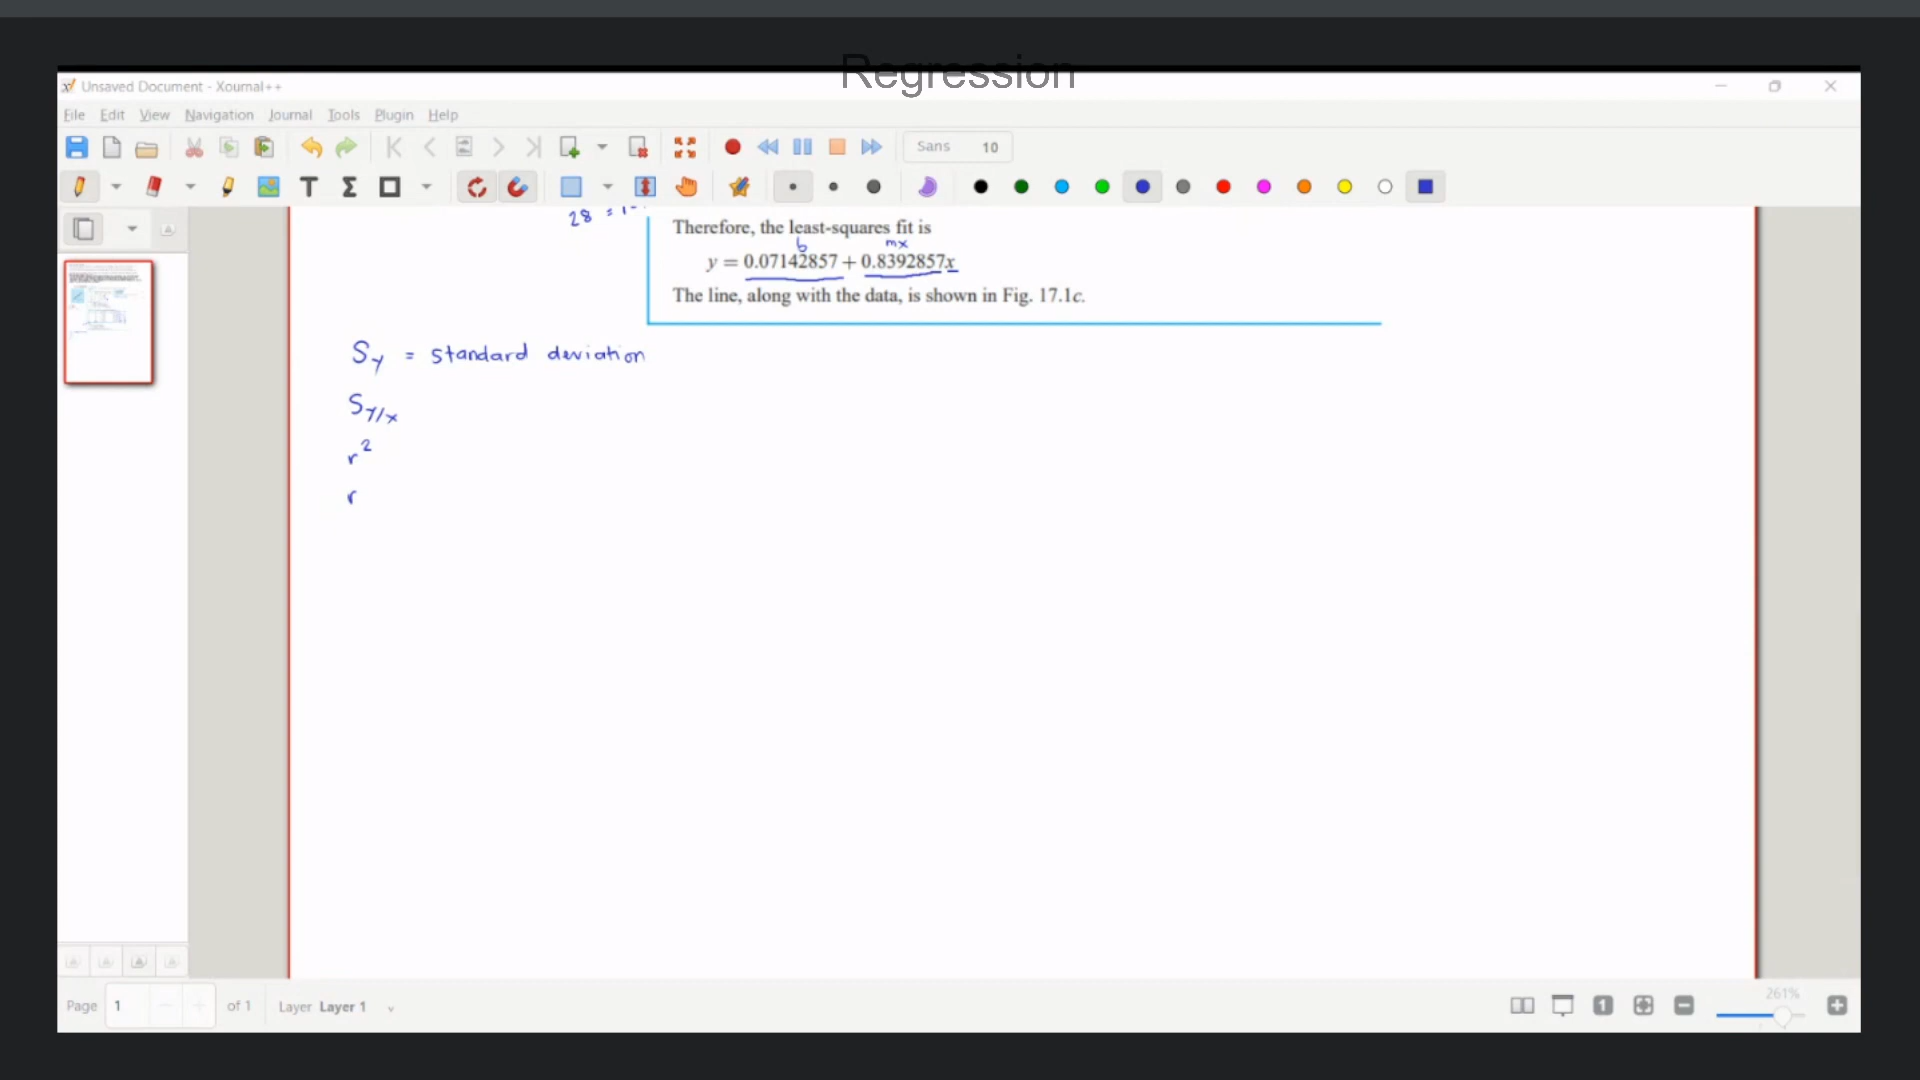 Regression
Unsaved Document - Xournal++
File Edit View Navigation Journal Tools Plugin Help
Sans 10
28 =
Therefore, the least-squares fit is
b mx
y = 0.07142857 + 0.8392857x
The line, along with the data, is shown in Fig. 17.1c.
Sy = standard deviation
Sy/x
r²
r
Page 1 of 1 Layer Layer 1
261%